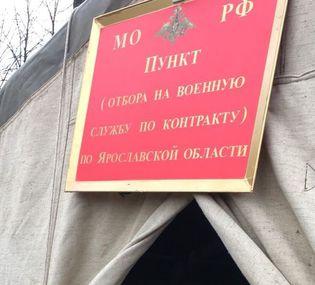 МО РФ
Пункт
(отбора на военную
службу по контракту)
по Ярославской области